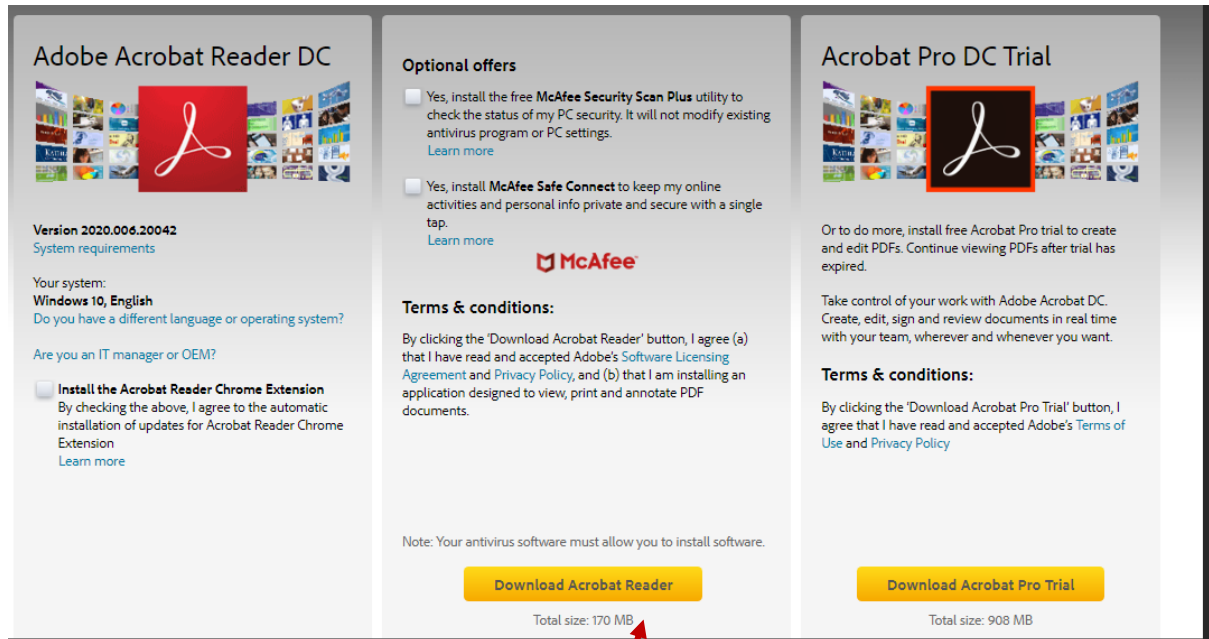 Adobe Acrobat Reader DC
Version 2020.006.20042
System requirements
Your system:
Windows 10, English
Do you have a different language or operating system?
Are you an IT manager or OEM?
Install the Acrobat Reader Chrome Extension
By checking the above, I agree to the automatic
installation of updates for Acrobat Reader Chrome
Extension
Learn more
Optional offers
Yes, install the free McAfee Security Scan Plus utility to
check the status of my PC security. It will not modify existing
antivirus program or PC settings.
Learn more
Yes, install McAfee Safe Connect to keep my online
activities and personal info private and secure with a single
tap.
Learn more
McAfee
Terms & conditions:
By clicking the 'Download Acrobat Reader' button, I agree (a)
that I have read and accepted Adobe's Software Licensing
Agreement and Privacy Policy, and (b) that I am installing an
application designed to view, print and annotate PDF
documents.
Note: Your antivirus software must allow you to install software.
Download Acrobat Reader
Total size: 170 MB
Acrobat Pro DC Trial
Or to do more, install free Acrobat Pro trial to create
and edit PDFs. Continue viewing PDFs after trial has
expired.
Take control of your work with Adobe Acrobat DC.
Create, edit, sign and review documents in real time
with your team, wherever and whenever you want.
Terms & conditions:
By clicking the 'Download Acrobat Pro Trial' button, I
agree that I have read and accepted Adobe's Terms of
Use and Privacy Policy
Download Acrobat Pro Trial
Total size: 908 MB